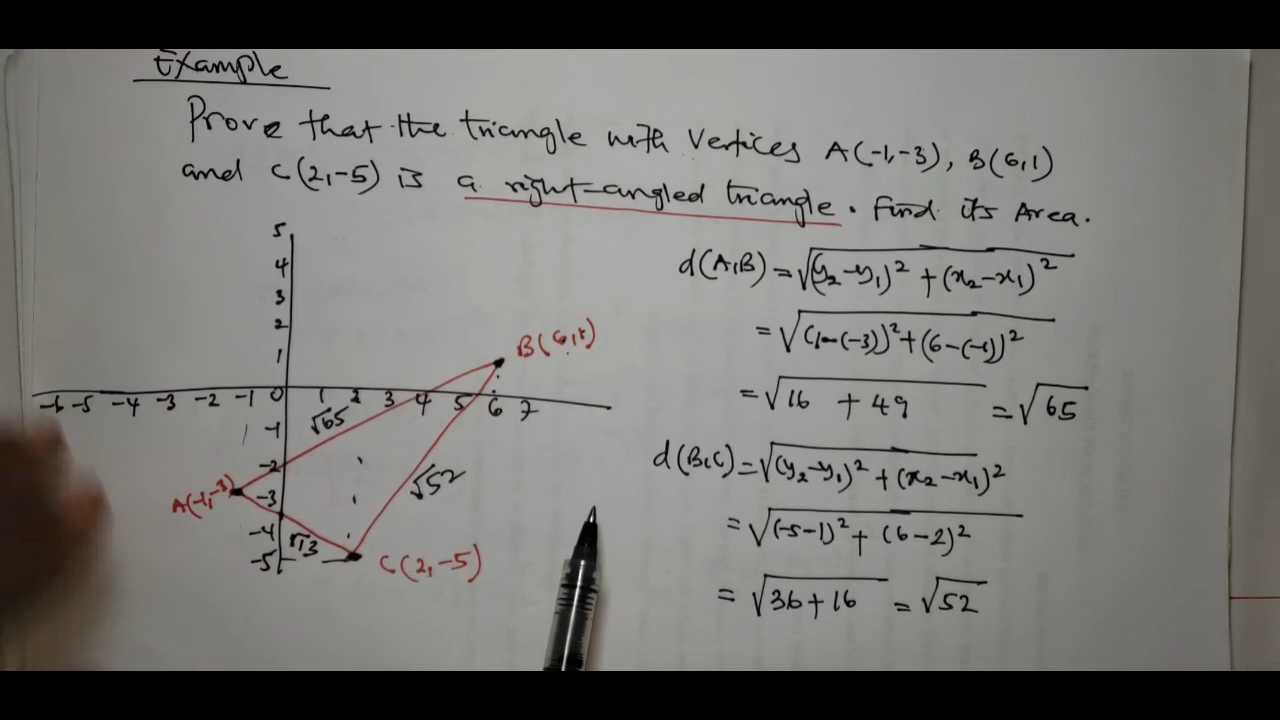 Example
Prove that the triangle with Vertices A(-1,-3), B(6,1)
and C(2,-5) is a right-angled triangle. Find its Area.
5
4
3
2
1
-6 -5 -4 -3 -2 -1 0 1 2 3 4 5 6 7
-1
-2
-3
-4
-5
B(6,1)
A(-1,-3)
C(2,-5)
√65
√52
√13
d(A,B) = √(y₂-y₁)² + (x₂-x₁)²
= √(1-(-3))² + (6-(-1))²
= √16 + 49 = √65
d(B,C) = √(y₂-y₁)² + (x₂-x₁)²
= √(-5-1)² + (6-2)²
= √36+16 = √52